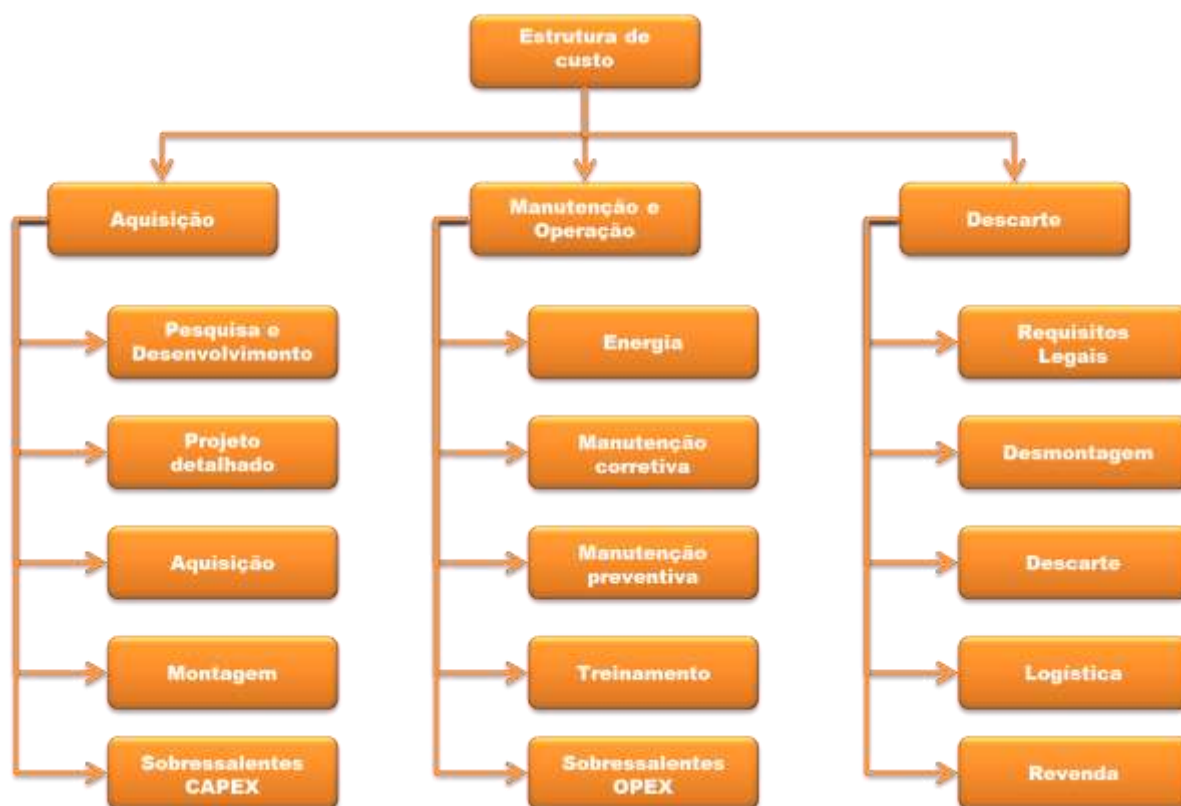 Estrutura de
custo
Aquisição
Manutenção e
Operação
Descarte
Pesquisa e
Desenvolvimento
Energia
Requisitos
Legais
Projeto
detalhado
Manutenção
corretiva
Desmontagem
Aquisição
Manutenção
preventiva
Descarte
Montagem
Treinamento
Logística
Sobressalentes
CAPEX
Sobressalentes
OPEX
Revenda